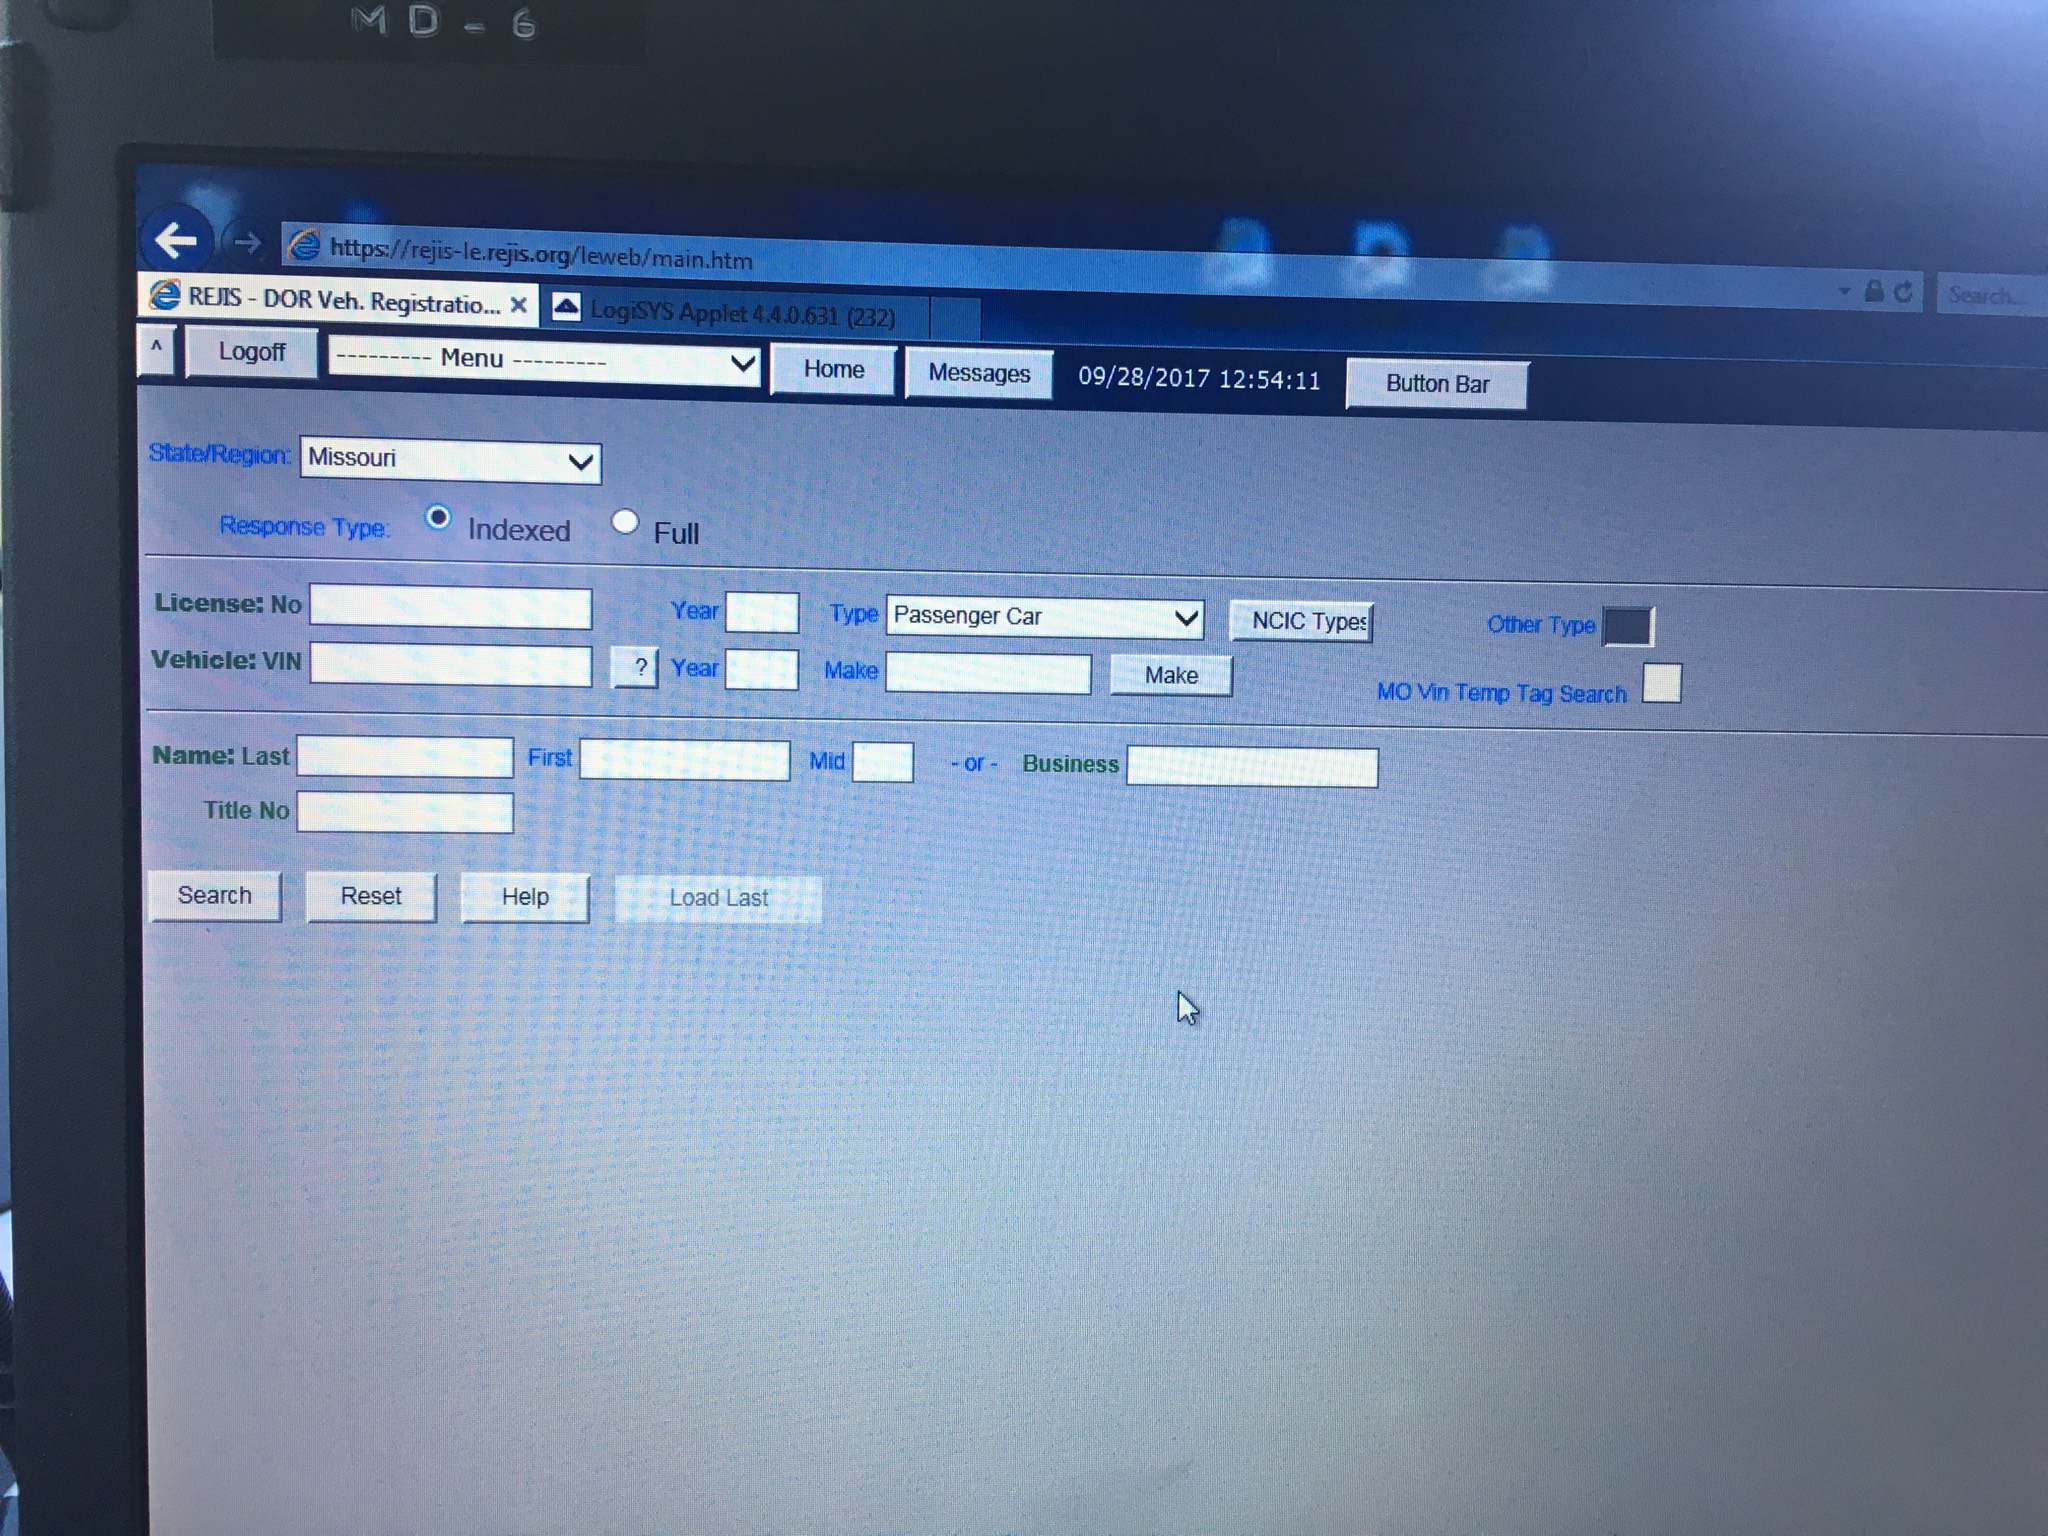 MD-6
https://rejis-le.rejis.org/leweb/main.htm
Search...
REJIS - DOR Veh. Registratio... × LogiSYS Applet 4.4.0.631 (232)
^ Logoff --------- Menu --------- Home Messages 09/28/2017 12:54:11 Button Bar
State/Region: Missouri
Response Type: Indexed Full
License: No Year Type Passenger Car NCIC Types Other Type
Vehicle: VIN ? Year Make Make MO Vin Temp Tag Search
Name: Last First Mid - or - Business
Title No
Search Reset Help Load Last